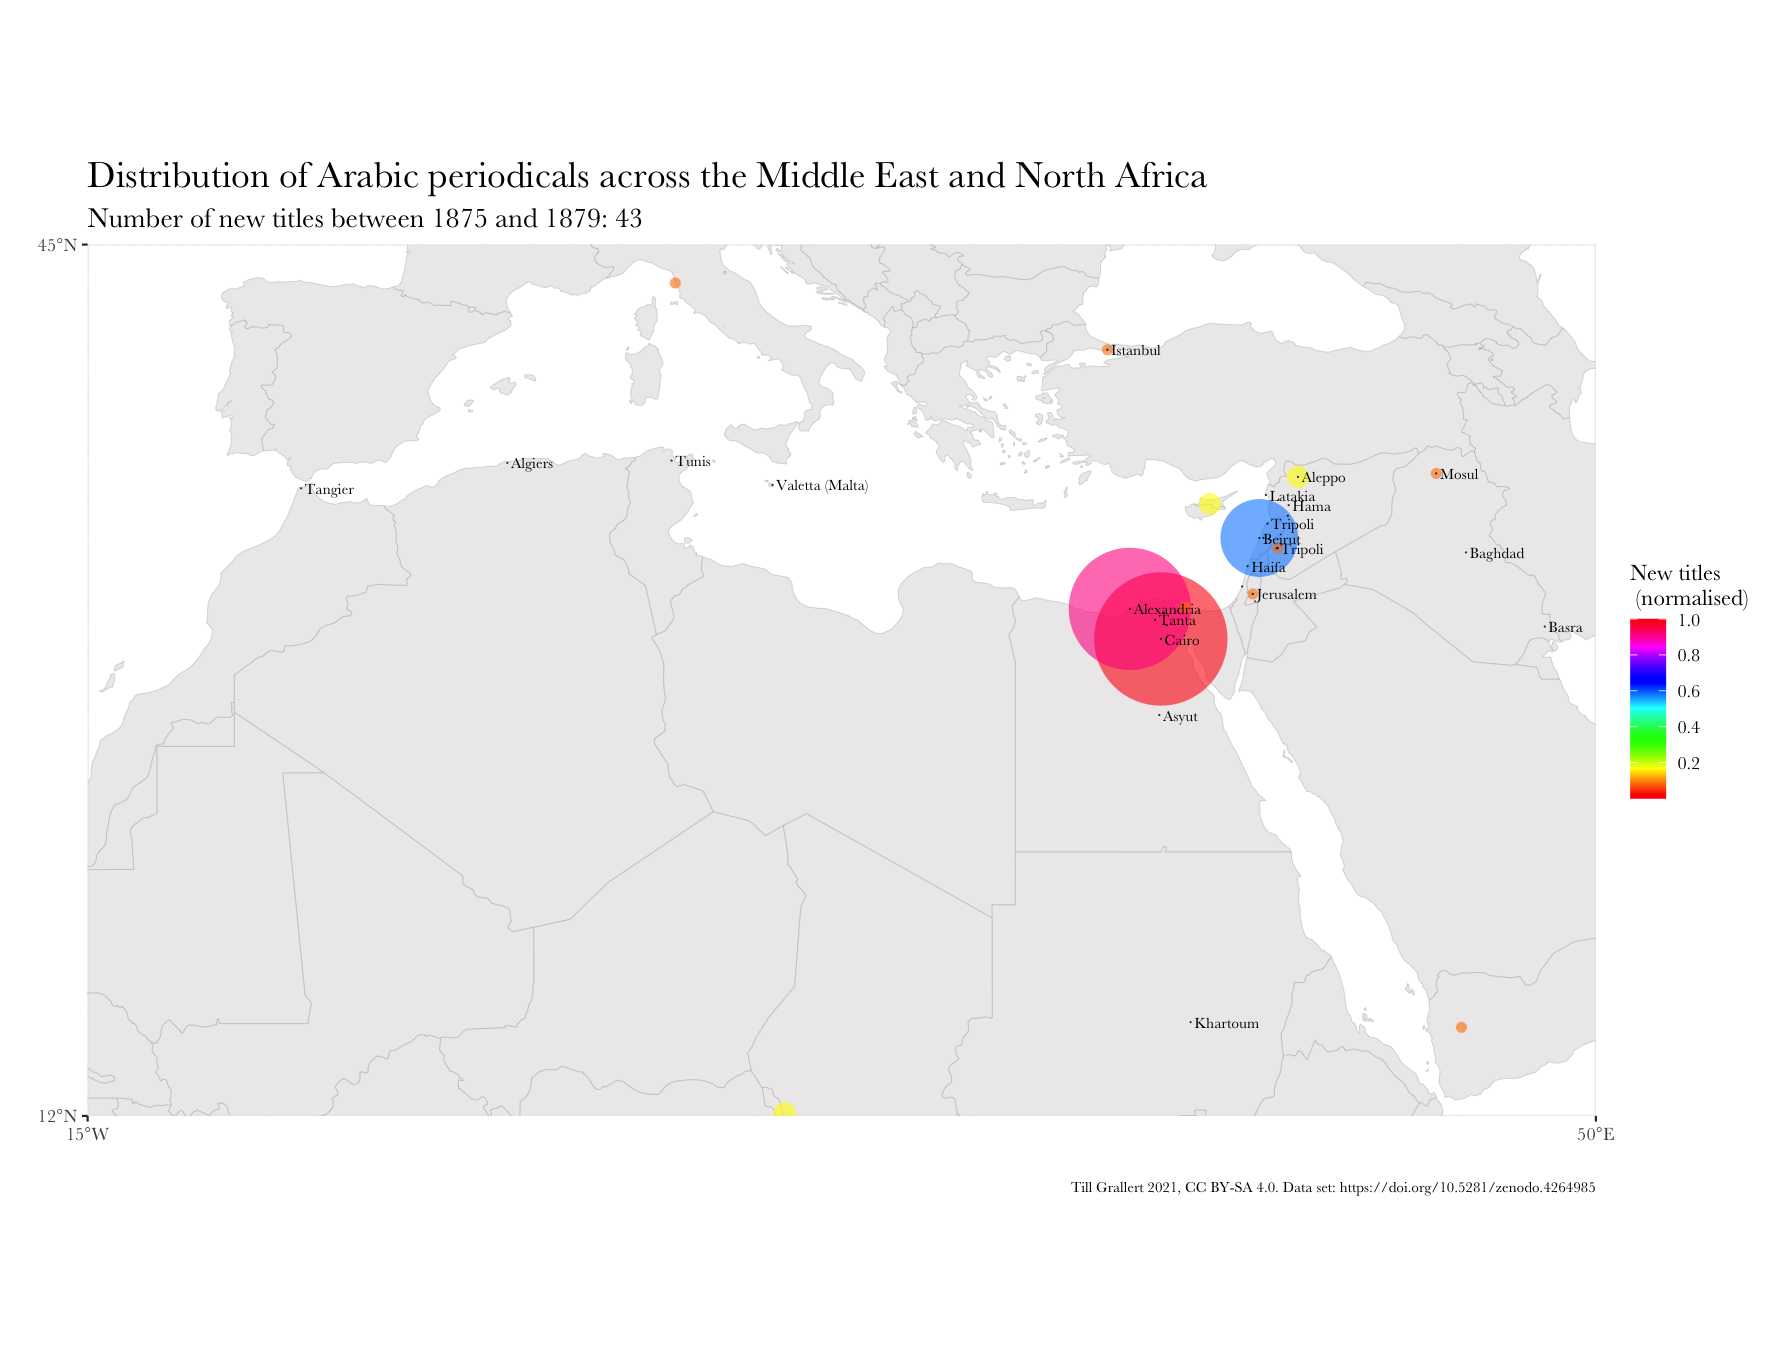 Distribution of Arabic periodicals across the Middle East and North Africa
Number of new titles between 1875 and 1879: 43
45°N
Istanbul
Algiers
Tunis
Tangier
Valetta (Malta)
Aleppo
Mosul
Latakia
Hama
Tripoli
Beirut
Tripoli
Baghdad
Haifa
Jerusalem
Alexandria
Tanta
Cairo
Basra
Asyut
Khartoum
New titles
(normalised)
1.0
0.8
0.6
0.4
0.2
12°N
15°W
50°E
Till Grallert 2021, CC BY-SA 4.0. Data set: https://doi.org/10.5281/zenodo.4264985